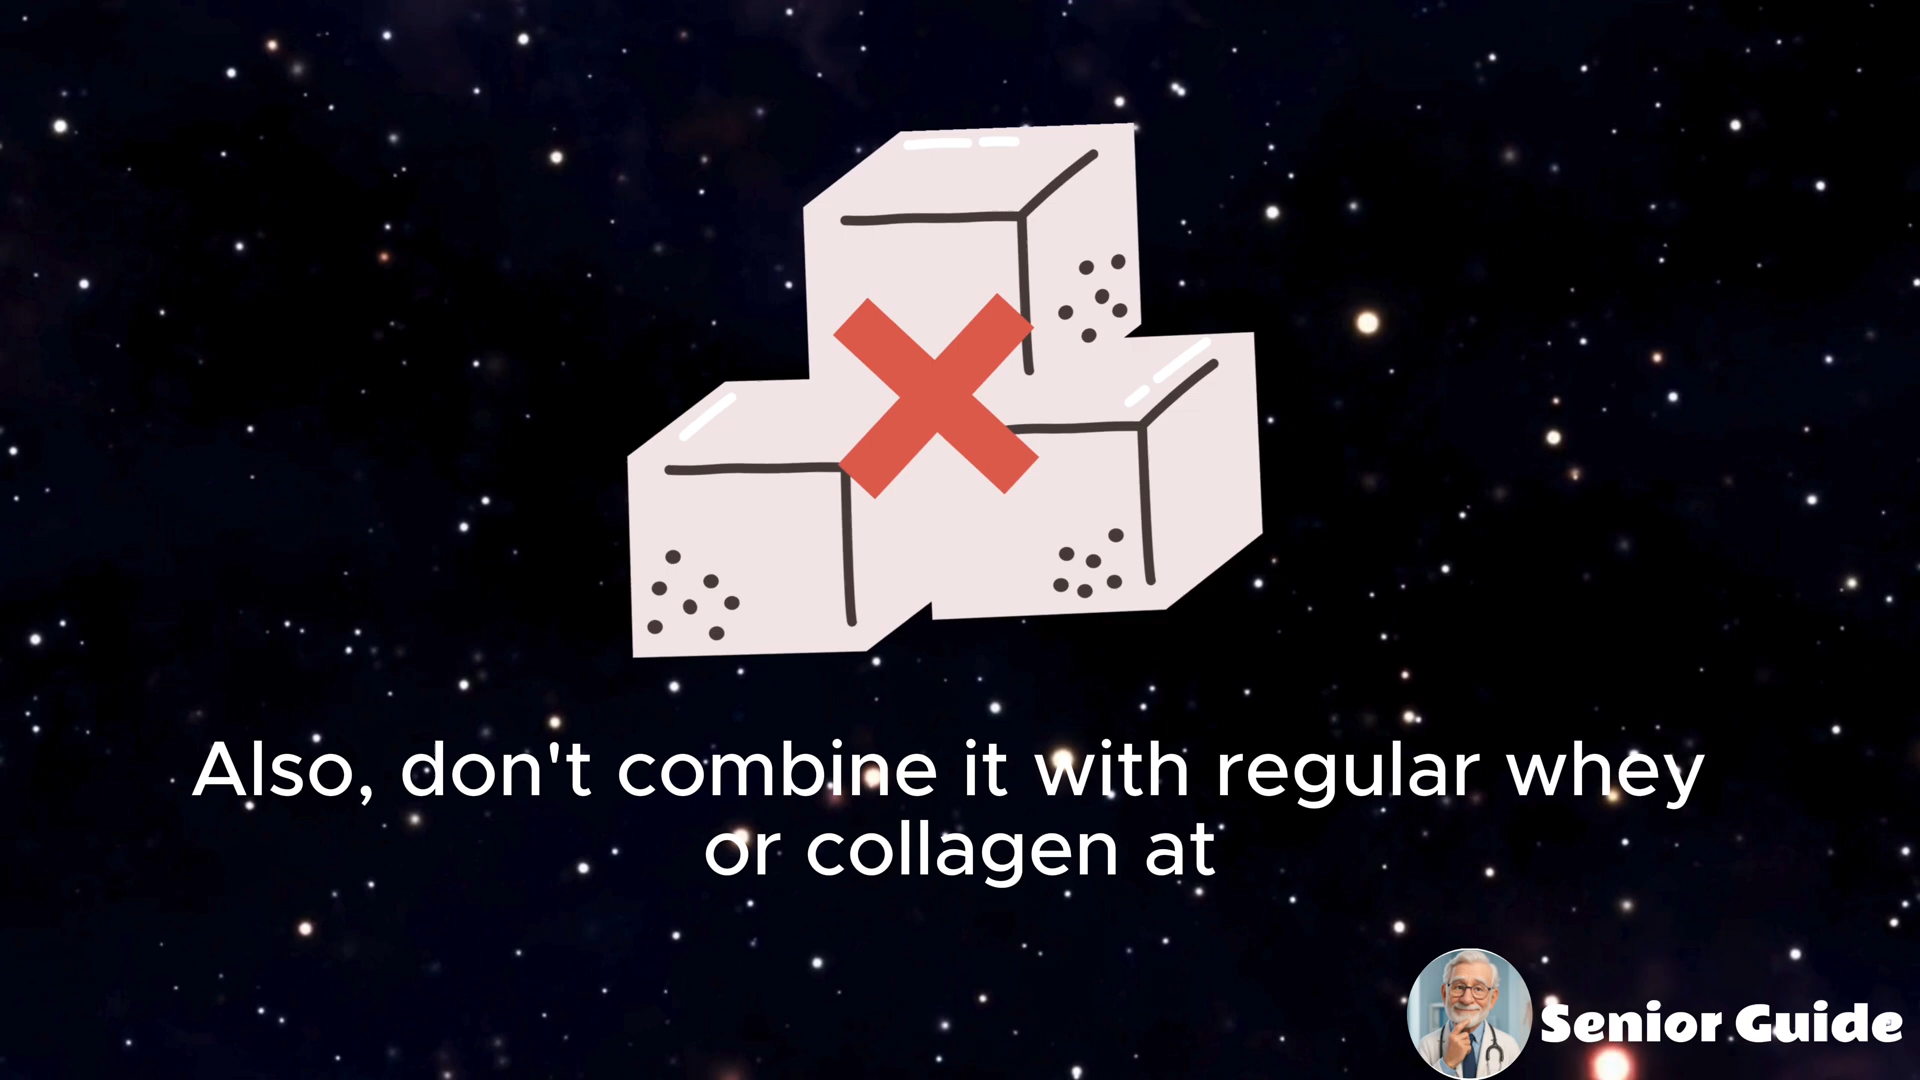 Also, don't combine it with regular whey
or collagen at
Senior Guide